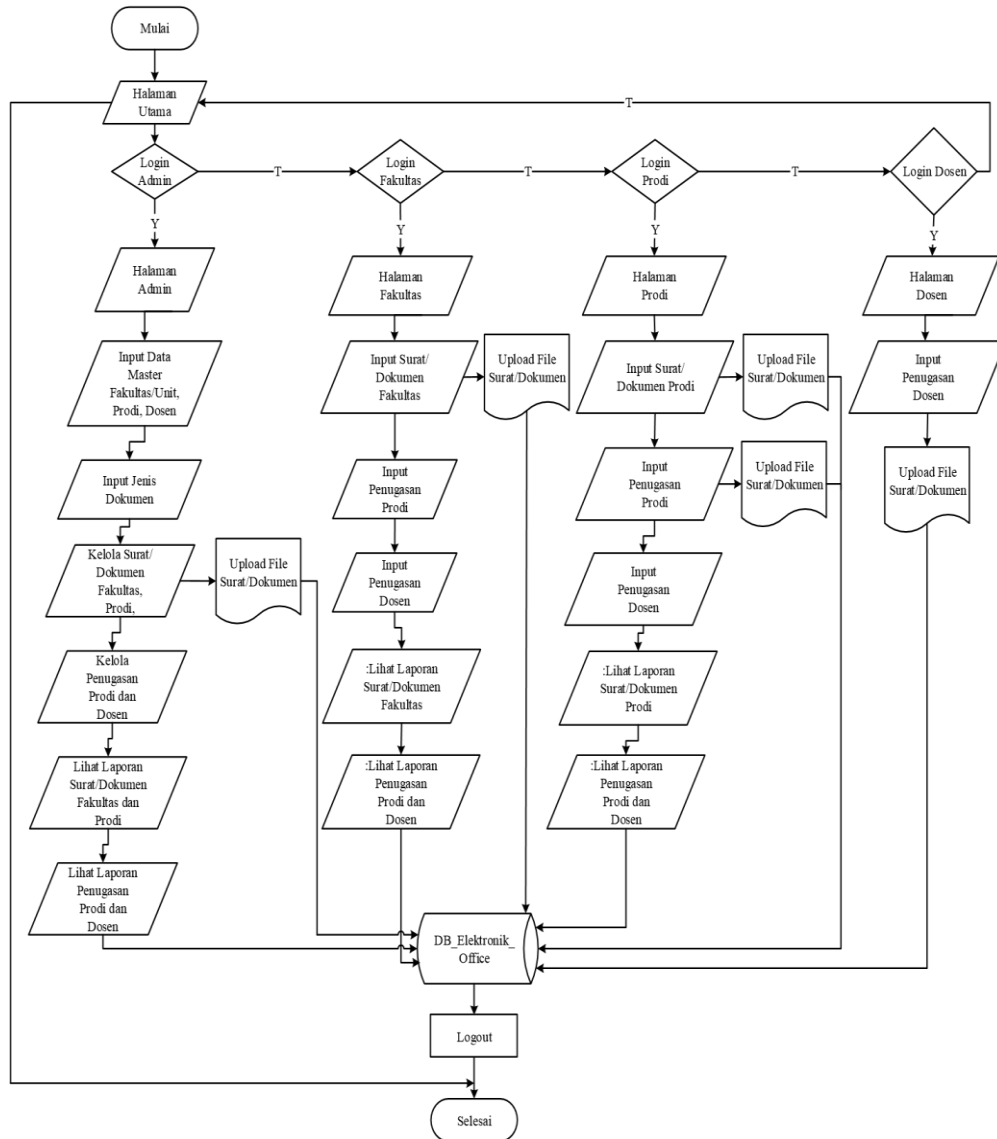 Mulai
Halaman
Utama
T
Login
Admin
T
Login
Fakultas
T
Login
Prodi
T
Login Dosen
Y
Y
Y
Y
Halaman
Admin
Halaman
Fakultas
Halaman
Prodi
Halaman
Dosen
Input Data
Master
Fakultas/Unit,
Prodi, Dosen
Input Surat/
Dokumen
Fakultas
Upload File
Surat/Dokumen
Input Surat/
Dokumen Prodi
Upload File
Surat/Dokumen
Input
Penugasan
Dosen
Input Jenis
Dokumen
Input
Penugasan
Prodi
Input
Penugasan
Prodi
Upload File
Surat/Dokumen
Upload File
Surat/Dokumen
Kelola Surat/
Dokumen
Fakultas,
Prodi,
Upload File
Surat/Dokumen
Input
Penugasan
Dosen
Input
Penugasan
Dosen
Kelola
Penugasan
Prodi dan
Dosen
:Lihat Laporan
Surat/Dokumen
Fakultas
:Lihat Laporan
Surat/Dokumen
Prodi
Lihat Laporan
Surat/Dokumen
Fakultas dan
Prodi
:Lihat Laporan
Penugasan
Prodi dan
Dosen
:Lihat Laporan
Penugasan
Prodi dan
Dosen
Lihat Laporan
Penugasan
Prodi dan
Dosen
DB_Elektronik_
Office
Logout
Selesai